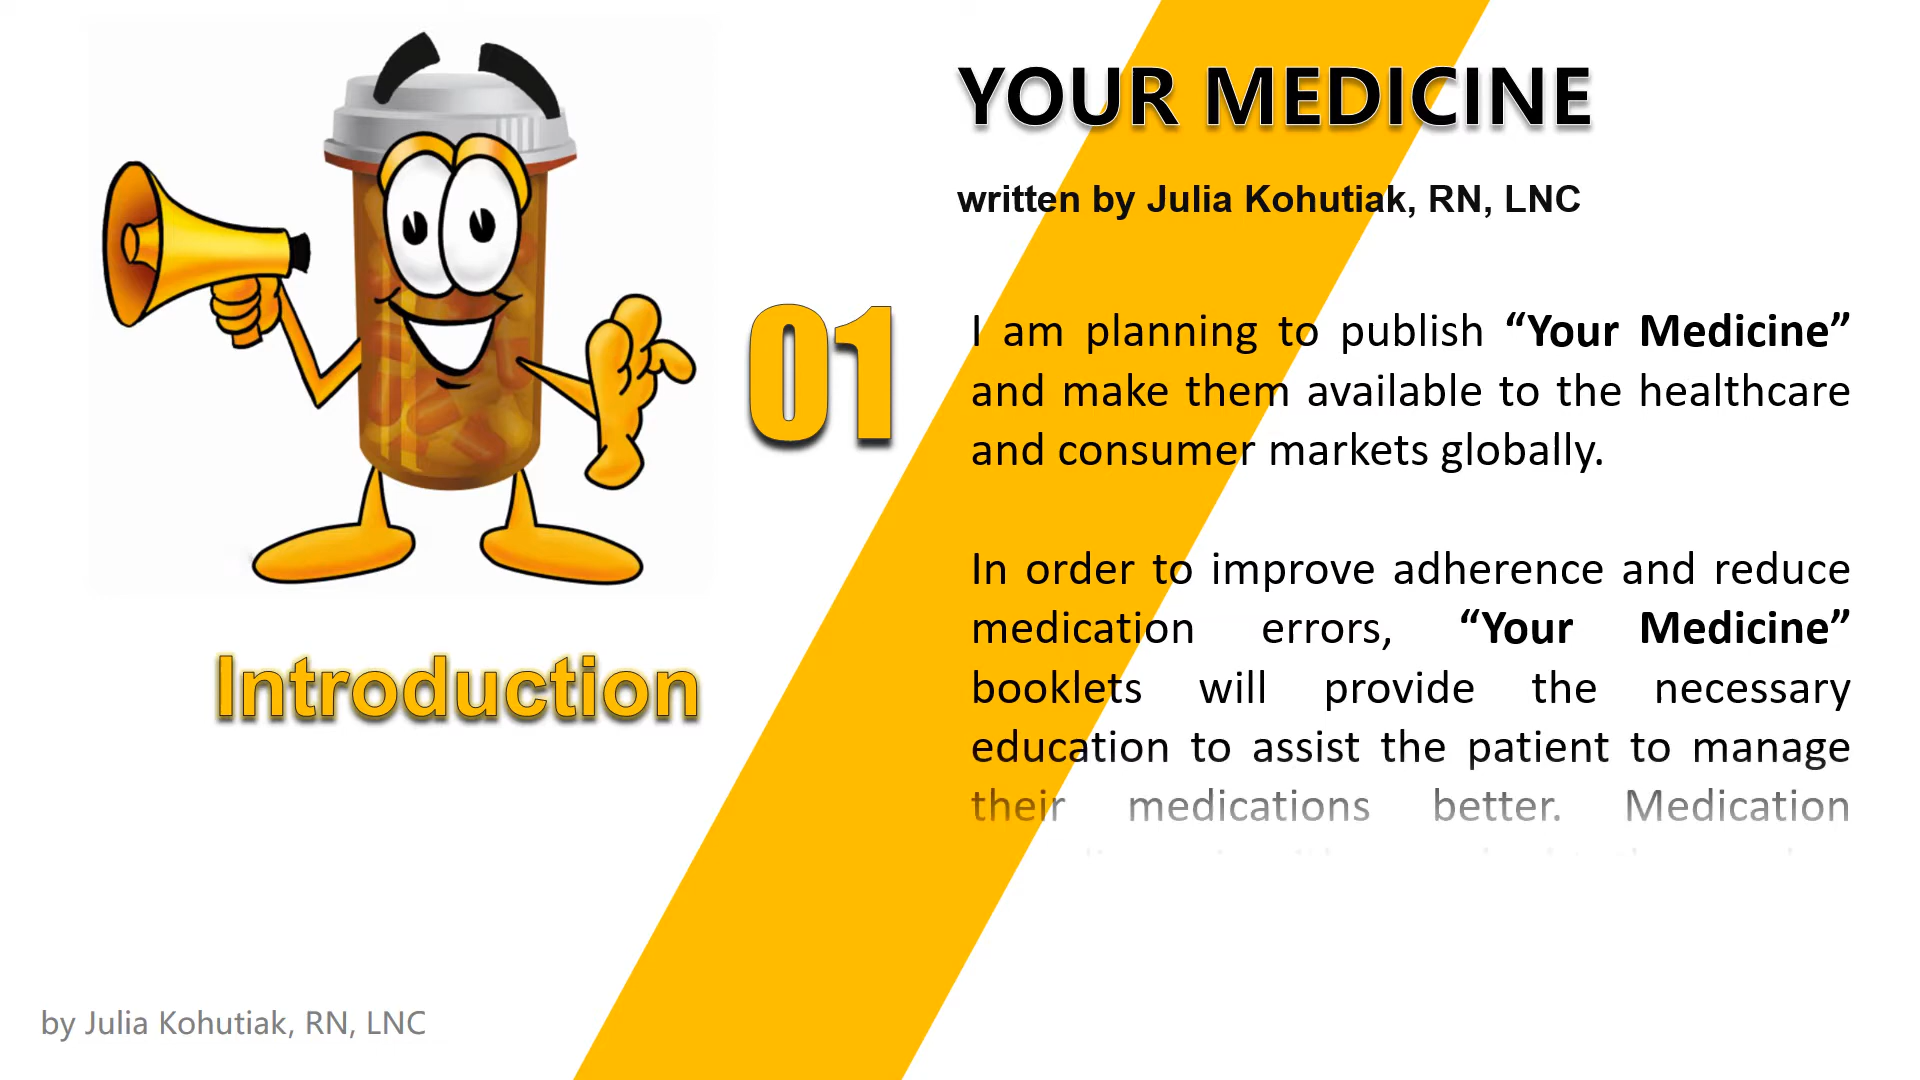 YOUR MEDICINE
written by Julia Kohutiak, RN, LNC
01
Introduction
I am planning to publish “Your Medicine”
and make them available to the healthcare
and consumer markets globally.
In order to improve adherence and reduce
medication errors, “Your Medicine”
booklets will provide the necessary
education to assist the patient to manage
their medications better. Medication
by Julia Kohutiak, RN, LNC